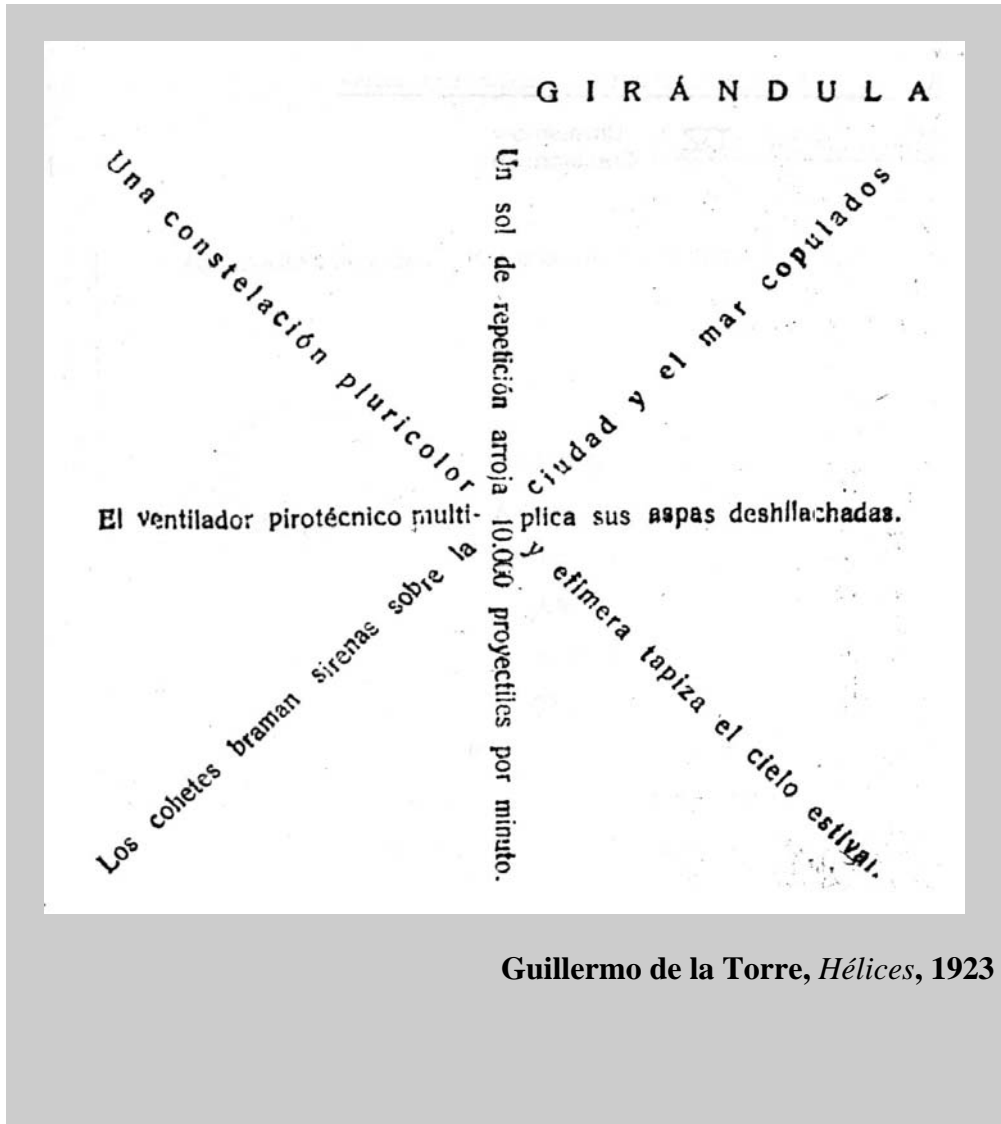 GIRÁNDULA
Una constelación pluricolor y efímera tapiza el cielo estival.
Un sol de repetición arroja 10.000 proyectiles por minuto.
Los cohetes braman sirenas sobre la ciudad y el mar copulados
El ventilador pirotécnico multi- plica sus aspas deshilachadas.
Guillermo de la Torre, Hélices, 1923